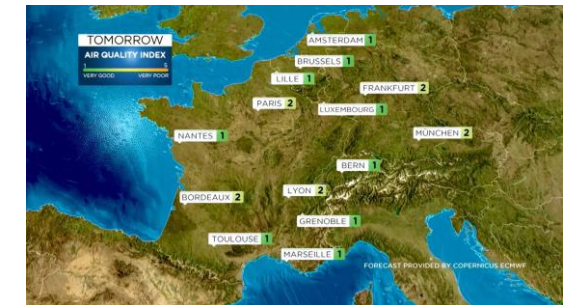 TOMORROW
AIR QUALITY INDEX
1 5
VERY GOOD VERY POOR
AMSTERDAM 1
BRUSSELS 1
LILLE 1
FRANKFURT 2
PARIS 2
LUXEMBOURG 1
NANTES 1
MÜNCHEN 2
BERN 1
LYON 2
BORDEAUX 2
GRENOBLE 1
TOULOUSE 1
MARSEILLE 1
FORECAST PROVIDED BY COPERNICUS ECMWF